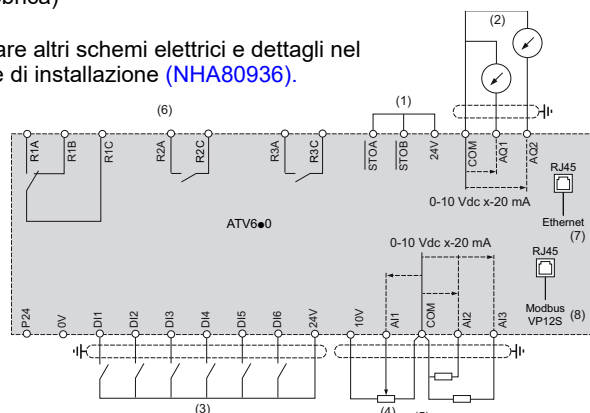 are altri schemi elettrici e dettagli nel
e di installazione (NHA80936).
(2)
(6)
(1)
R1A
R1B
R1C
R2A
R2C
R3A
R3C
STOA
STOB
24V
COM
AQ1
AQ2
RJ45
0-10 Vdc x-20 mA
Ethernet
(7)
ATV6●0
0-10 Vdc x-20 mA
RJ45
Modbus
VP12S
(8)
P24
0V
DI1
DI2
DI3
DI4
DI5
DI6
24V
10V
AI1
COM
AI2
AI3
(3)
(4)